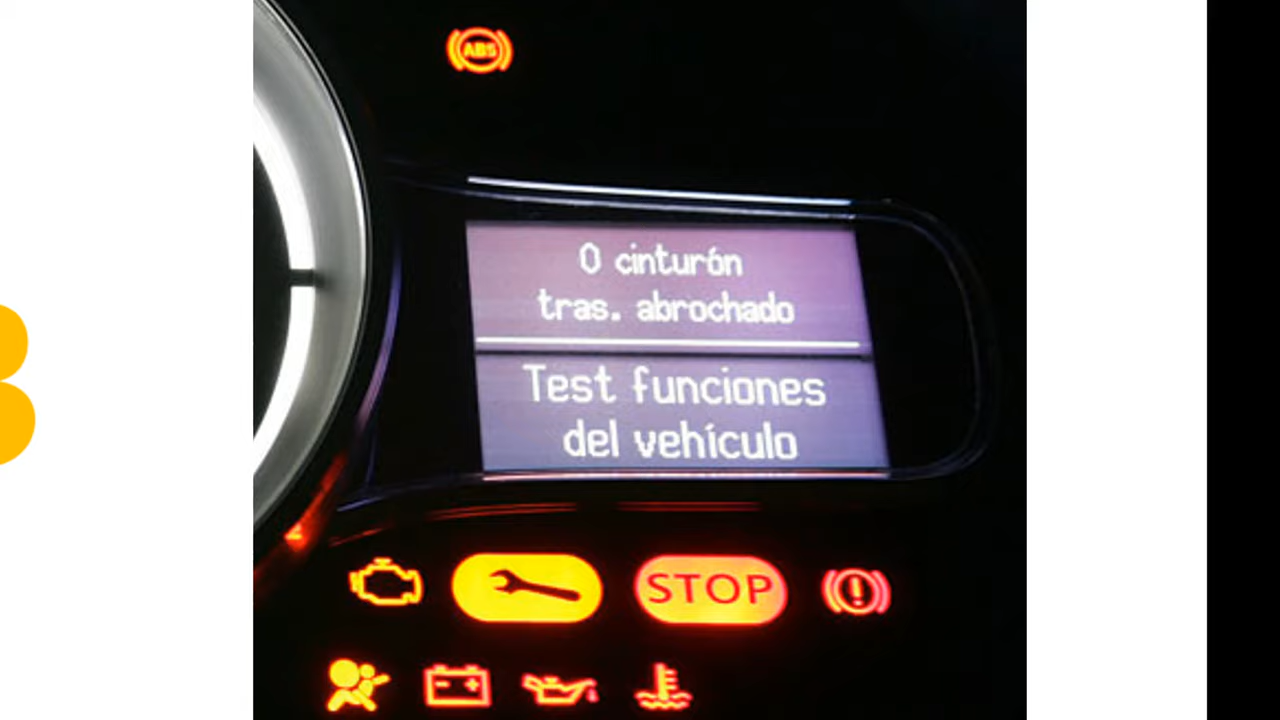 ABS
0 cinturón
tras. abrochado
Test funciones
del vehículo
STOP